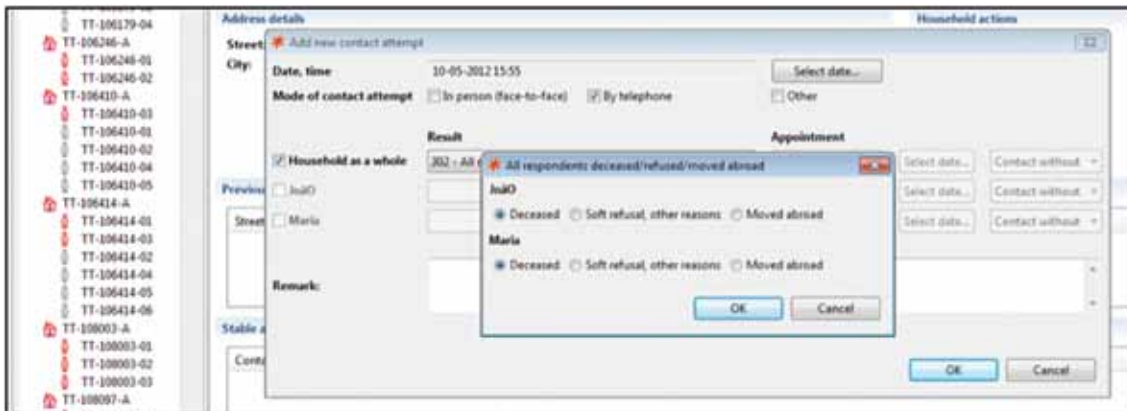 TT-106179-04
TT-106246-A
TT-106246-01
TT-106246-02
TT-106410-A
TT-106410-03
TT-106410-01
TT-106410-02
TT-106410-04
TT-106410-05
TT-106414-A
TT-106414-01
TT-106414-03
TT-106414-02
TT-106414-04
TT-106414-05
TT-106414-06
TT-108003-A
TT-108003-01
TT-108003-02
TT-108003-03
TT-108097-A
Address details
Household actions
Street
City:
Previou
Street
Stable a
Conta
Add new contact attempt
Date, time 10-05-2012 15:55 Select date...
Mode of contact attempt In person (face-to-face) By telephone Other
Result Appointment
Household as a whole 302 - All Select date... Contact without
JoãO Select date... Contact without
Maria Select date... Contact without
Remark:
OK Cancel
All respondents deceased/refused/moved abroad
JoãO
Deceased Soft refusal, other reasons Moved abroad
Maria
Deceased Soft refusal, other reasons Moved abroad
OK Cancel